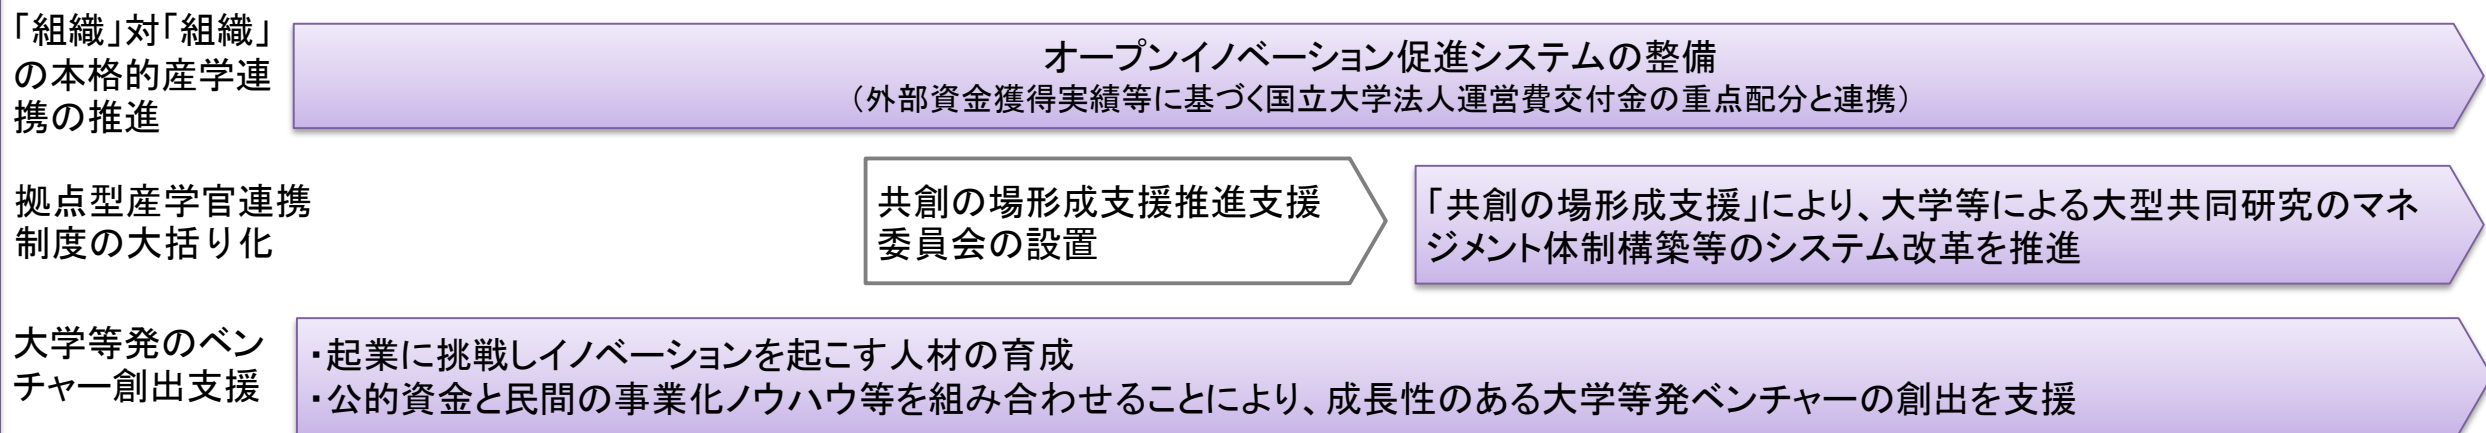 「組織」対「組織」
の本格的産学連
携の推進
オープンイノベーション促進システムの整備
（外部資金獲得実績等に基づく国立大学法人運営費交付金の重点配分と連携）
拠点型産学官連携
制度の大括り化
共創の場形成支援推進支援
委員会の設置
「共創の場形成支援」により、大学等による大型共同研究のマネ
ジメント体制構築等のシステム改革を推進
大学等発のベン
チャー創出支援
・起業に挑戦しイノベーションを起こす人材の育成
・公的資金と民間の事業化ノウハウ等を組み合わせることにより、成長性のある大学等発ベンチャーの創出を支援